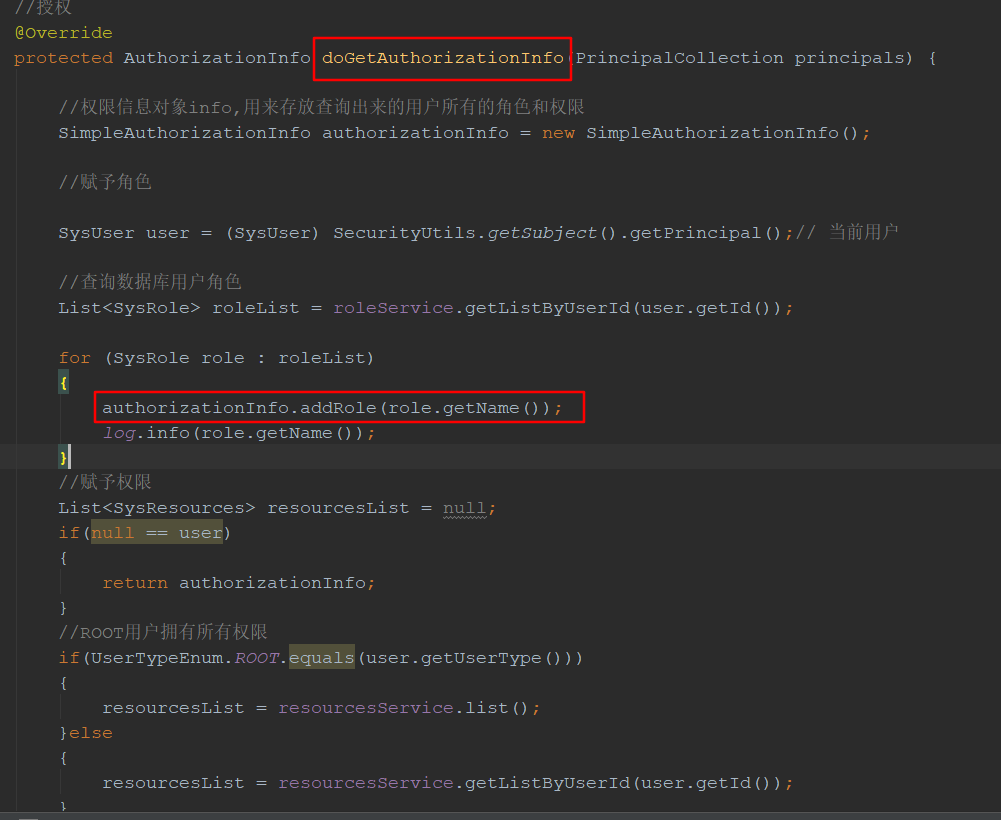 //授权
@Override
protected AuthorizationInfo doGetAuthorizationInfo(PrincipalCollection principals) {
//权限信息对象info,用来存放查询出来的用户所有的角色和权限
SimpleAuthorizationInfo authorizationInfo = new SimpleAuthorizationInfo();
//赋予角色
SysUser user = (SysUser) SecurityUtils.getSubject().getPrincipal();// 当前用户
//查询数据库用户角色
List<SysRole> roleList = roleService.getListByUserId(user.getId());
for (SysRole role : roleList)
{
authorizationInfo.addRole(role.getName());
log.info(role.getName());
}
//赋予权限
List<SysResources> resourcesList = null;
if(null == user)
{
return authorizationInfo;
}
//ROOT用户拥有所有权限
if(UserTypeEnum.ROOT.equals(user.getUserType()))
{
resourcesList = resourcesService.list();
}else
{
resourcesList = resourcesService.getListByUserId(user.getId());
}